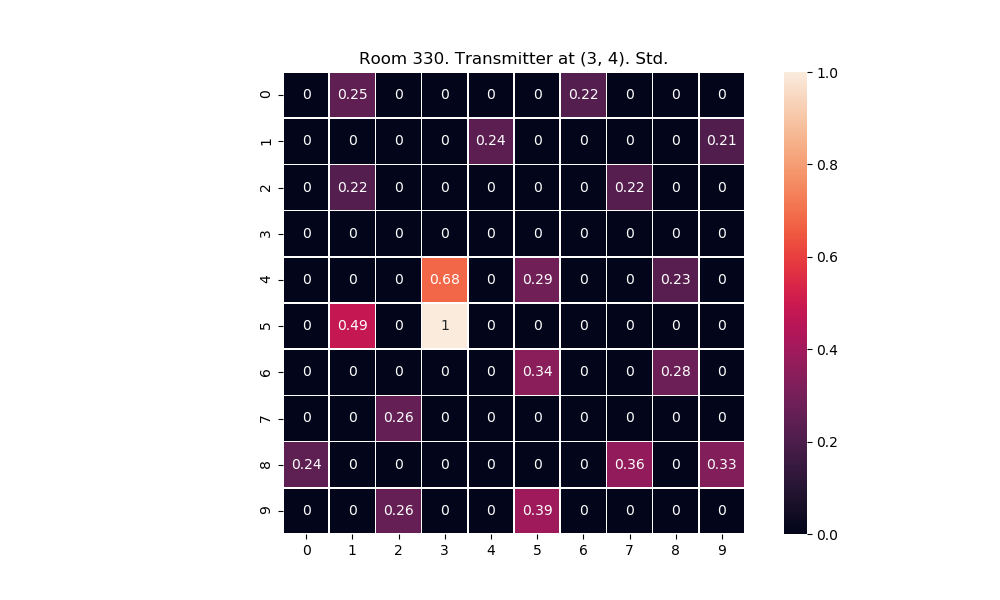 Room 330. Transmitter at (3, 4). Std.
0 0 0.25 0 0 0 0 0.22 0 0 0
1 0 0 0 0 0.24 0 0 0 0 0.21
2 0 0.22 0 0 0 0 0 0.22 0 0
3 0 0 0 0 0 0 0 0 0 0
4 0 0 0 0.68 0 0.29 0 0 0.23 0
5 0 0.49 0 1 0 0 0 0 0 0
6 0 0 0 0 0 0.34 0 0 0.28 0
7 0 0 0.26 0 0 0 0 0 0 0
8 0.24 0 0 0 0 0 0 0.36 0 0.33
9 0 0 0.26 0 0 0.39 0 0 0 0
0 1 2 3 4 5 6 7 8 9
1.0
0.8
0.6
0.4
0.2
0.0